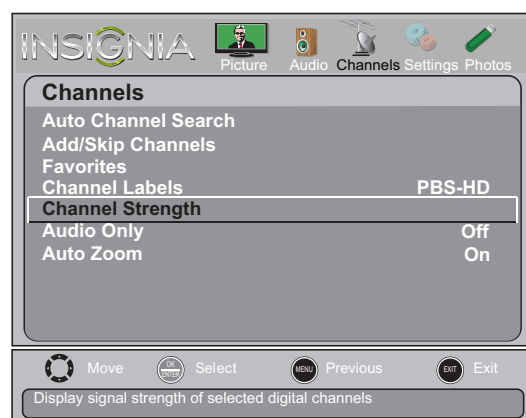 INSIGNIA
Picture Audio Channels Settings Photos
Channels
Auto Channel Search
Add/Skip Channels
Favorites
Channel Labels PBS-HD
Channel Strength
Audio Only Off
Auto Zoom On
Move OK ENTER Select MENU Previous EXIT Exit
Display signal strength of selected digital channels